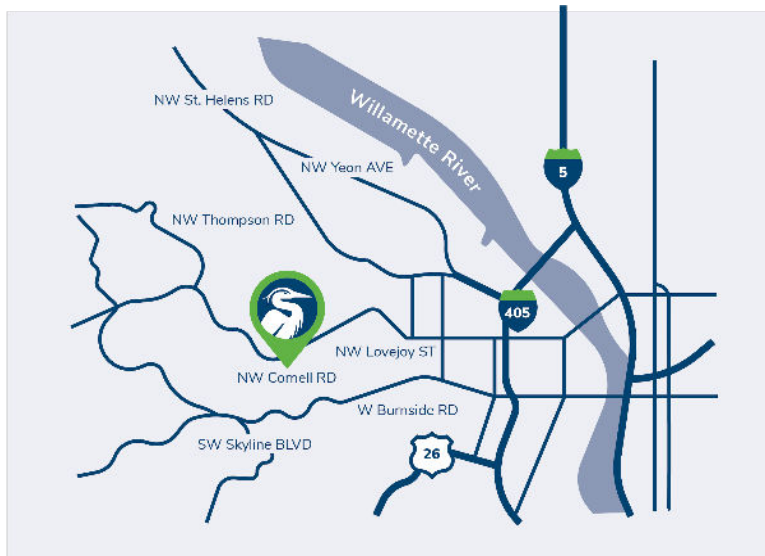 NW St. Helens RD
Willamette River
NW Yeon AVE
5
NW Thompson RD
405
NW Lovejoy ST
NW Cornell RD
W Burnside RD
SW Skyline BLVD
26